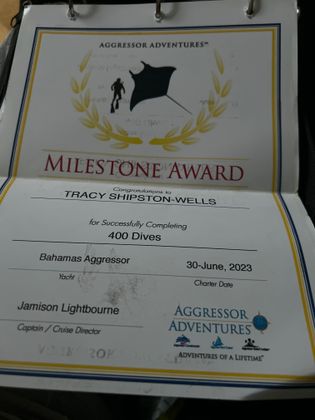 AGGRESSOR ADVENTURES™
MILESTONE AWARD
Congratulations to
TRACY SHIPSTON-WELLS
for Successfully Completing
400 Dives
Bahamas Aggressor 30-June, 2023
Yacht Charter Date
Jamison Lightbourne
Captain / Cruise Director
AGGRESSOR
ADVENTURES™
ADVENTURES OF A LIFETIME®